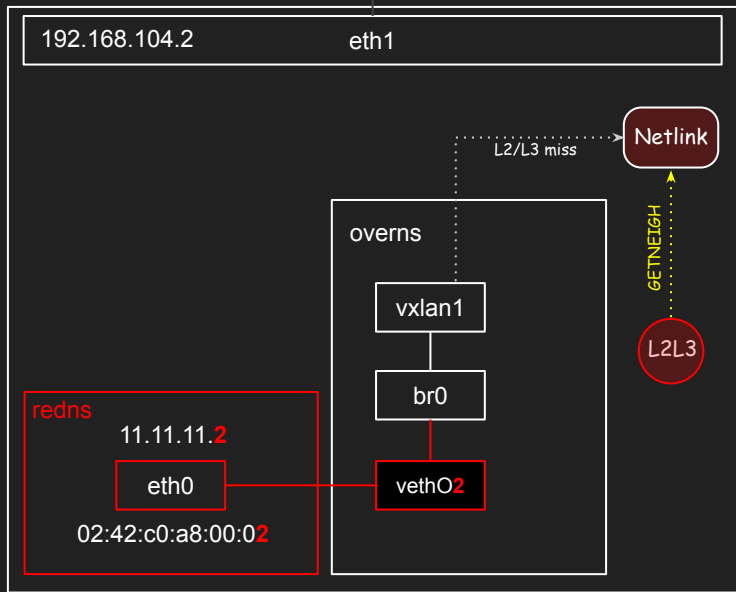 192.168.104.2
eth1
Netlink
L2/L3 miss
GETNEIGH
overns
vxlan1
L2L3
br0
redns
11.11.11.2
eth0
vethO2
02:42:c0:a8:00:02